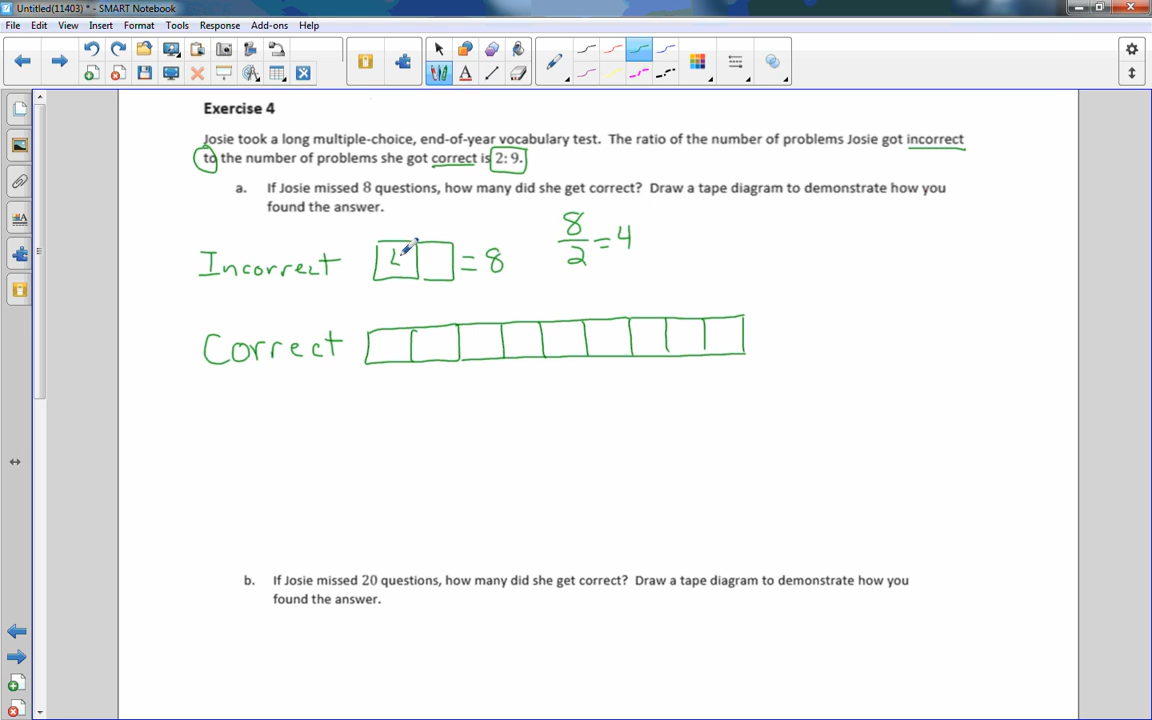 Untitled(11403) * - SMART Notebook
File Edit View Insert Format Tools Response Add-ons Help
Exercise 4
Josie took a long multiple-choice, end-of-year vocabulary test. The ratio of the number of problems Josie got incorrect
to the number of problems she got correct is 2: 9.
a. If Josie missed 8 questions, how many did she get correct? Draw a tape diagram to demonstrate how you
found the answer.
8
2
= 4
Incorrect = 8
Correct
b. If Josie missed 20 questions, how many did she get correct? Draw a tape diagram to demonstrate how you
found the answer.